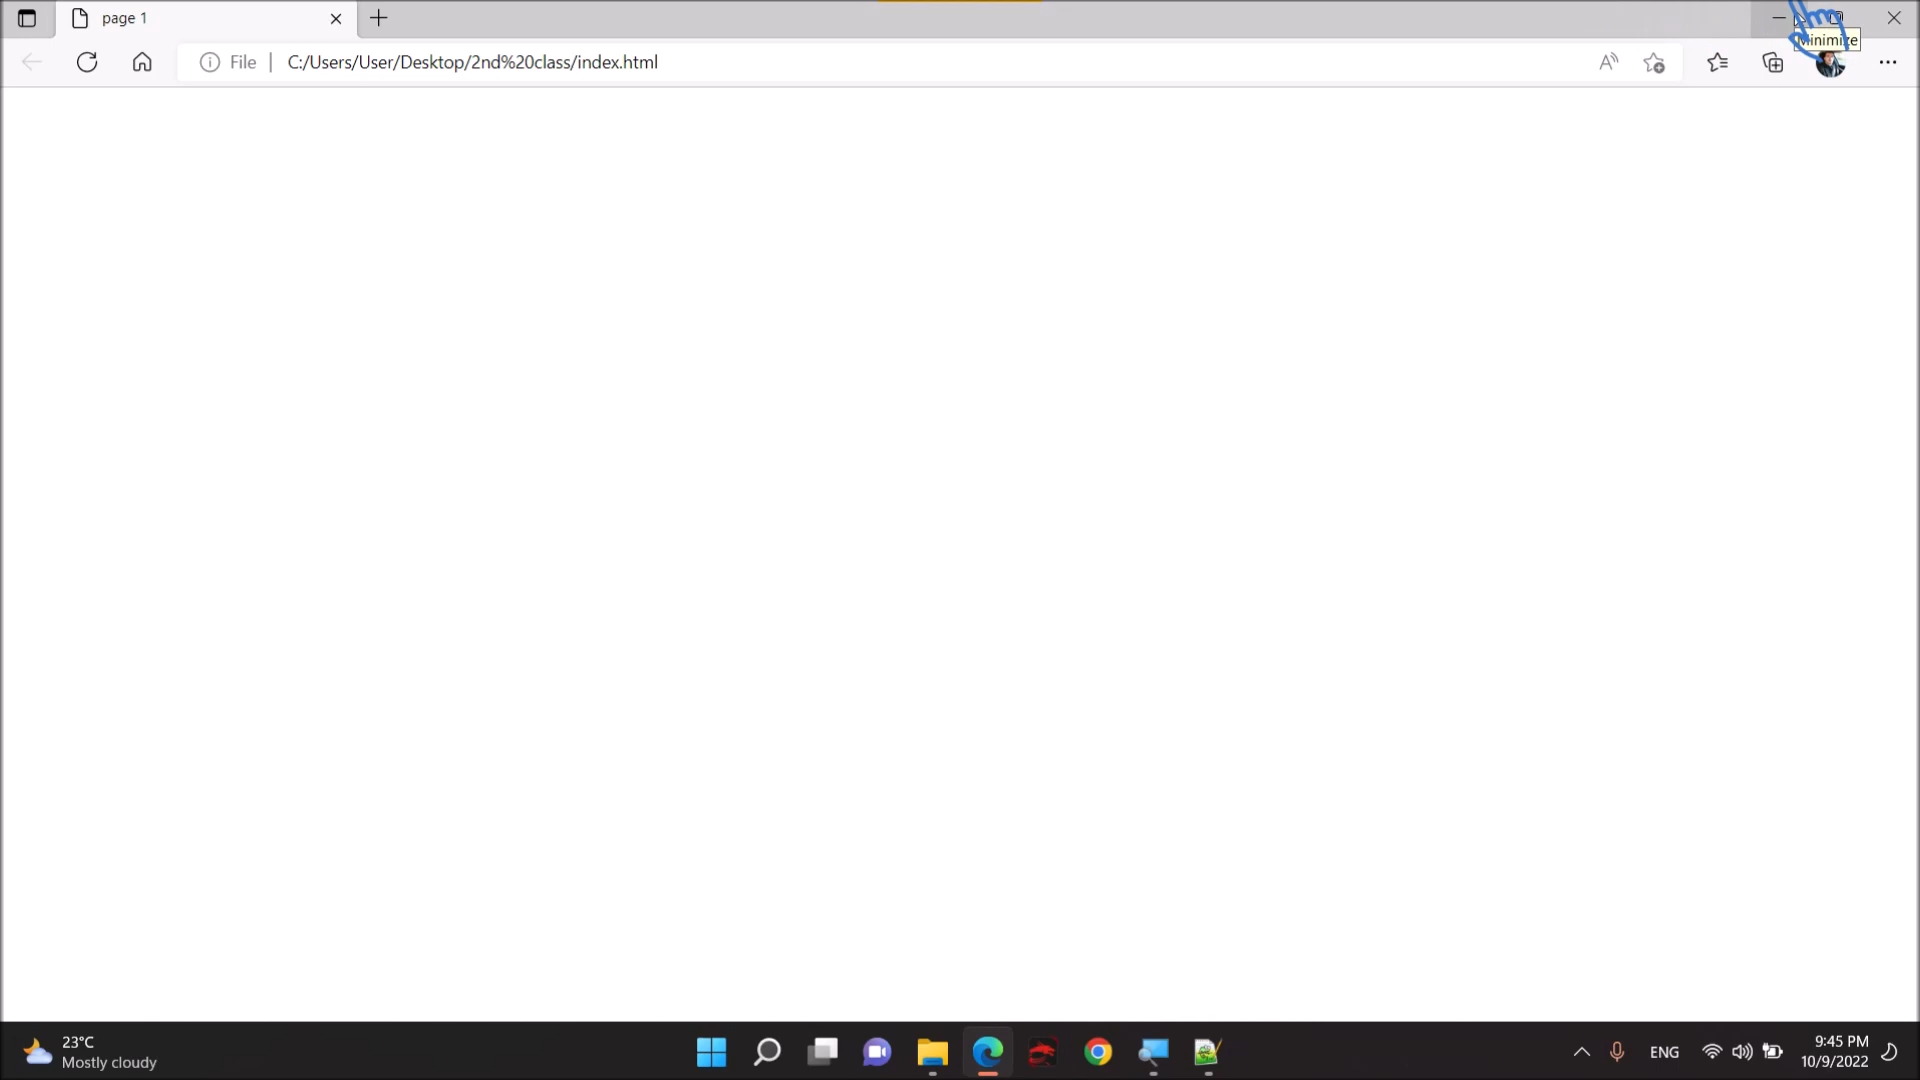 page 1
File
C:/Users/User/Desktop/2nd%20class/index.html
Minimize
23°C
Mostly cloudy
ENG
9:45 PM
10/9/2022